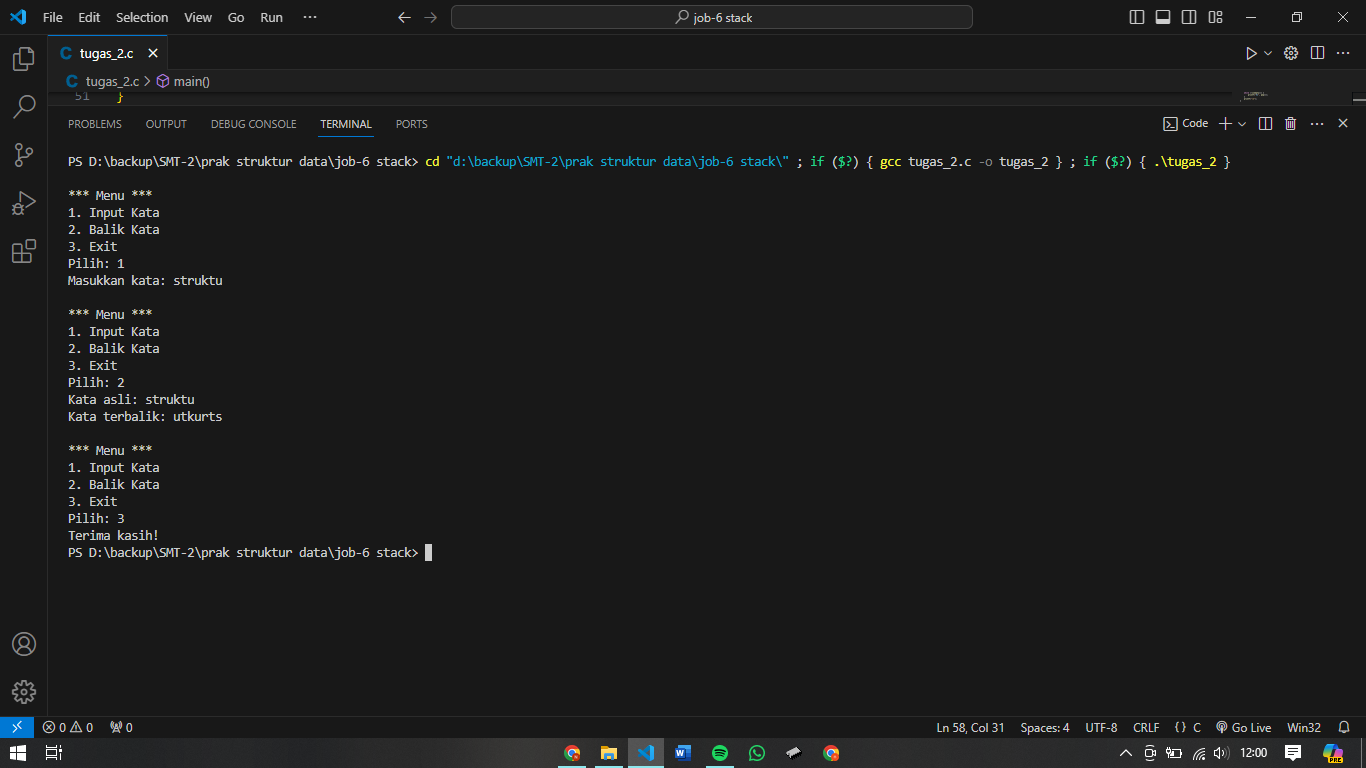 File Edit Selection View Go Run ··· job-6 stack
C tugas_2.c
C tugas_2.c > main()
51 }
PROBLEMS OUTPUT DEBUG CONSOLE TERMINAL PORTS Code
PS D:\backup\SMT-2\prak struktur data\job-6 stack> cd "d:\backup\SMT-2\prak struktur data\job-6 stack\" ; if ($?) { gcc tugas_2.c -o tugas_2 } ; if ($?) { .\tugas_2 }
*** Menu ***
1. Input Kata
2. Balik Kata
3. Exit
Pilih: 1
Masukkan kata: struktu
*** Menu ***
1. Input Kata
2. Balik Kata
3. Exit
Pilih: 2
Kata asli: struktu
Kata terbalik: utkurts
*** Menu ***
1. Input Kata
2. Balik Kata
3. Exit
Pilih: 3
Terima kasih!
PS D:\backup\SMT-2\prak struktur data\job-6 stack>
0 0 0 Ln 58, Col 31 Spaces: 4 UTF-8 CRLF {} C Go Live Win32
12:00